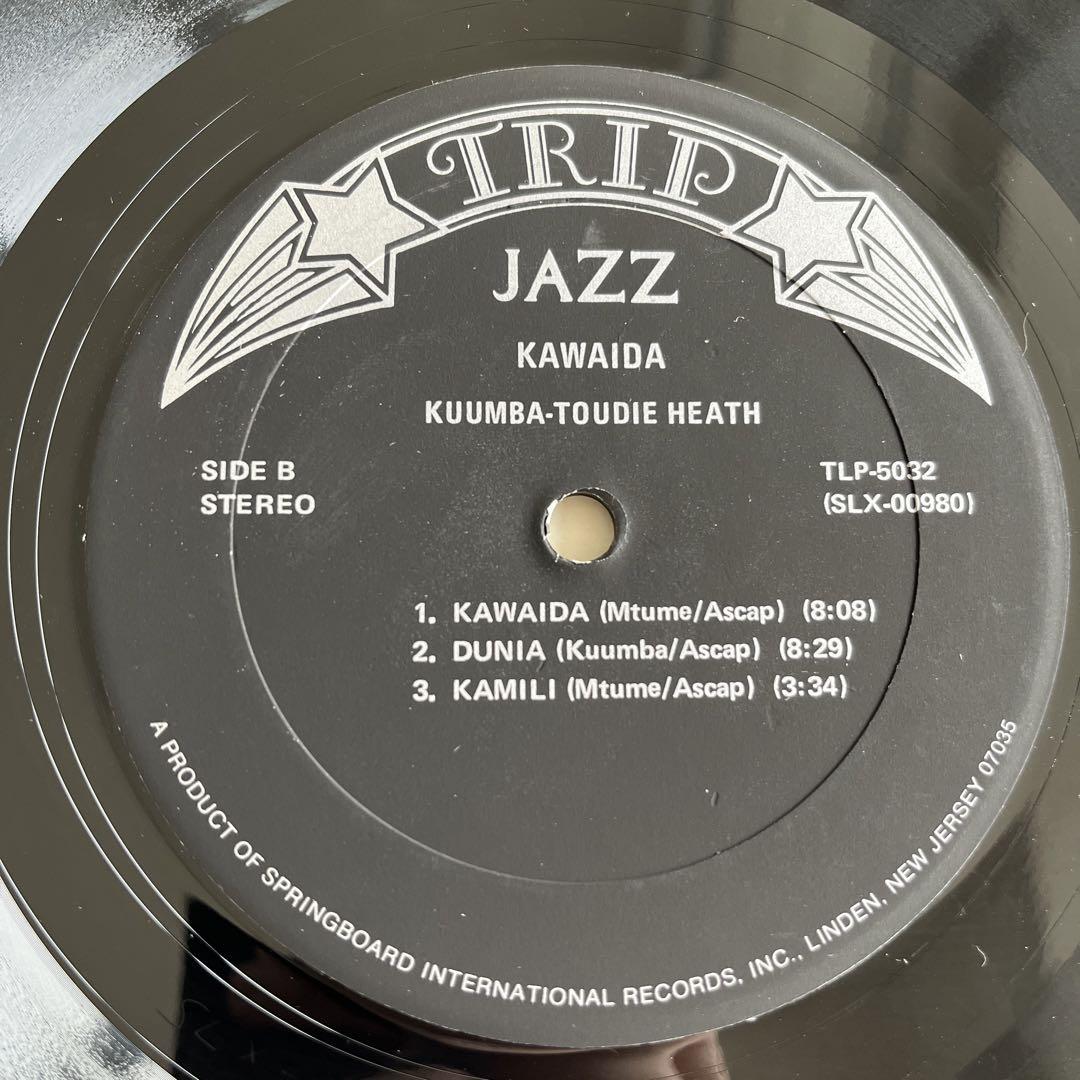 TRIP
JAZZ
KAWAIDA
KUUMBA-TOUDIE HEATH
SIDE B
STEREO
TLP-5032
(SLX-00980)
1. KAWAIDA (Mtume/Ascap) (8:08)
2. DUNIA (Kuumba/Ascap) (8:29)
3. KAMILI (Mtume/Ascap) (3:34)
A PRODUCT OF SPRINGBOARD INTERNATIONAL RECORDS, INC., LINDEN, NEW JERSEY 07035